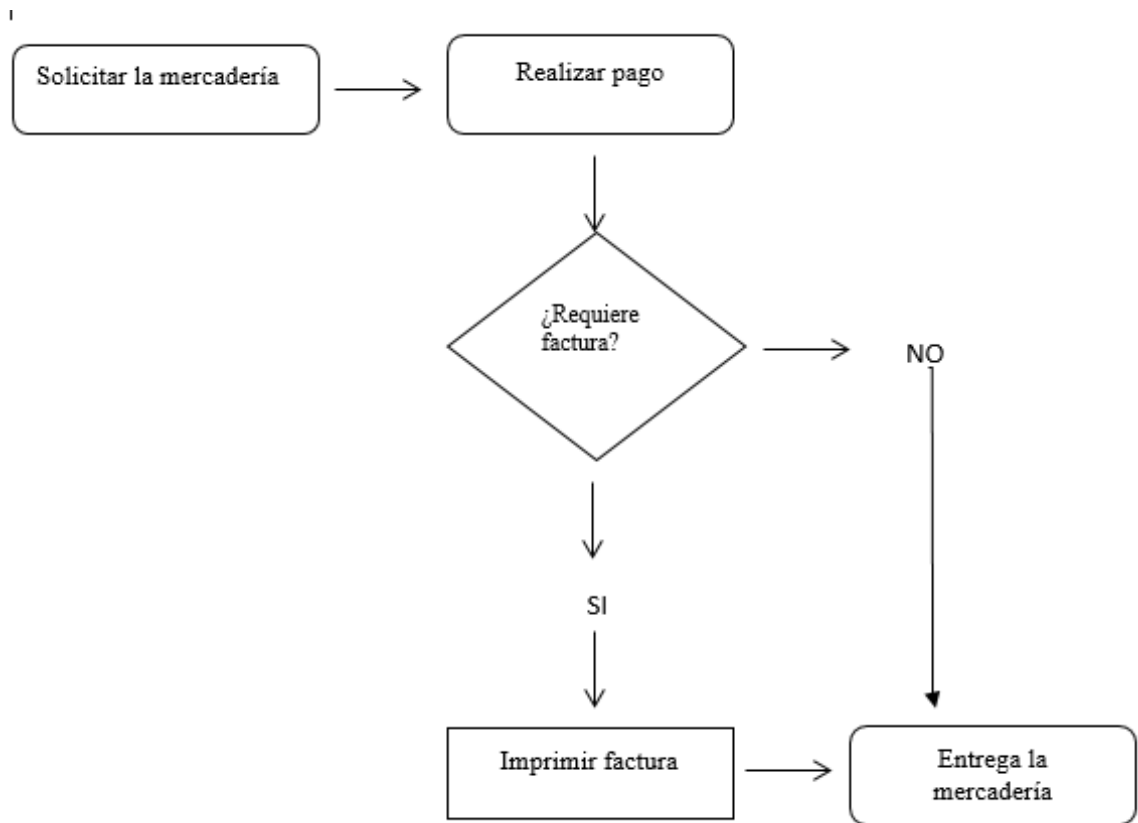 Solicitar la mercadería
Realizar pago
¿Requiere
factura?
NO
SI
Imprimir factura
Entrega la
mercadería